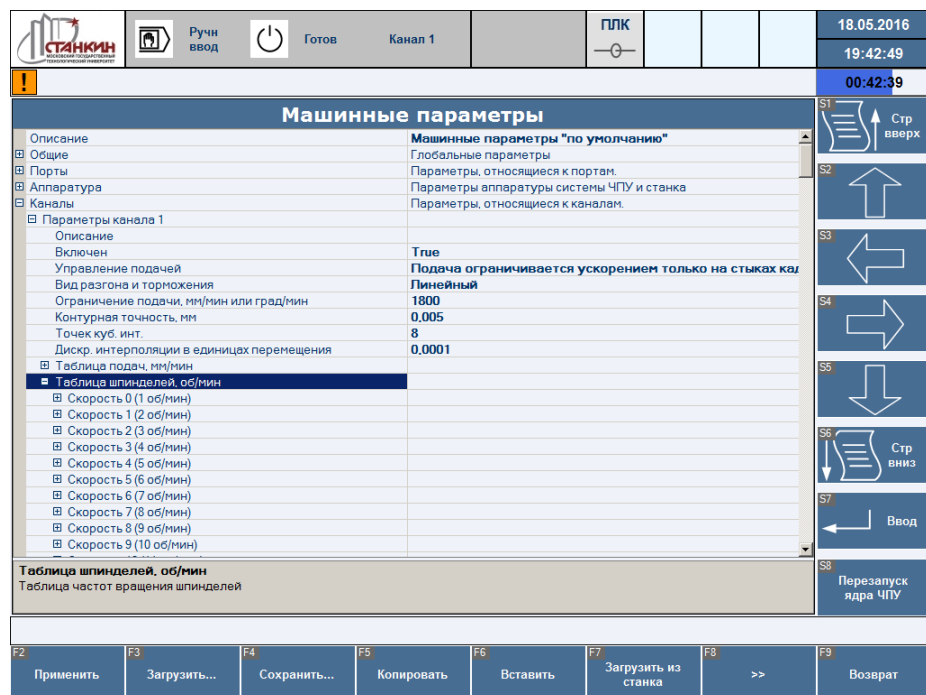 СТАНКИН
МОСКОВСКИЙ ГОСУДАРСТВЕННЫЙ
ТЕХНОЛОГИЧЕСКИЙ УНИВЕРСИТЕТ
Ручн
ввод
Готов
Канал 1
ПЛК
18.05.2016
19:42:49
!
00:42:39
Машинные параметры
Описание Машинные параметры "по умолчанию"
Общие Глобальные параметры
Порты Параметры, относящиеся к портам.
Аппаратура Параметры аппаратуры системы ЧПУ и станка
Каналы Параметры, относящиеся к каналам.
Параметры канала 1
Описание
Включен True
Управление подачей Подача ограничивается ускорением только на стыках кад
Вид разгона и торможения Линейный
Ограничение подачи, мм/мин или град/мин 1800
Контурная точность, мм 0,005
Точек куб. инт. 8
Дискр. интерполяции в единицах перемещения 0,0001
Таблица подач, мм/мин
Таблица шпинделей, об/мин
Скорость 0 (1 об/мин)
Скорость 1 (2 об/мин)
Скорость 2 (3 об/мин)
Скорость 3 (4 об/мин)
Скорость 4 (5 об/мин)
Скорость 5 (6 об/мин)
Скорость 6 (7 об/мин)
Скорость 7 (8 об/мин)
Скорость 8 (9 об/мин)
Скорость 9 (10 об/мин)
Таблица шпинделей, об/мин
Таблица частот вращения шпинделей
S1 Стр
вверх
S2
S3
S4
S5
S6 Стр
вниз
S7 Ввод
S8 Перезапуск
ядра ЧПУ
F2 Применить
F3 Загрузить...
F4 Сохранить...
F5 Копировать
F6 Вставить
F7 Загрузить из
станка
F8 >>
F9 Возврат